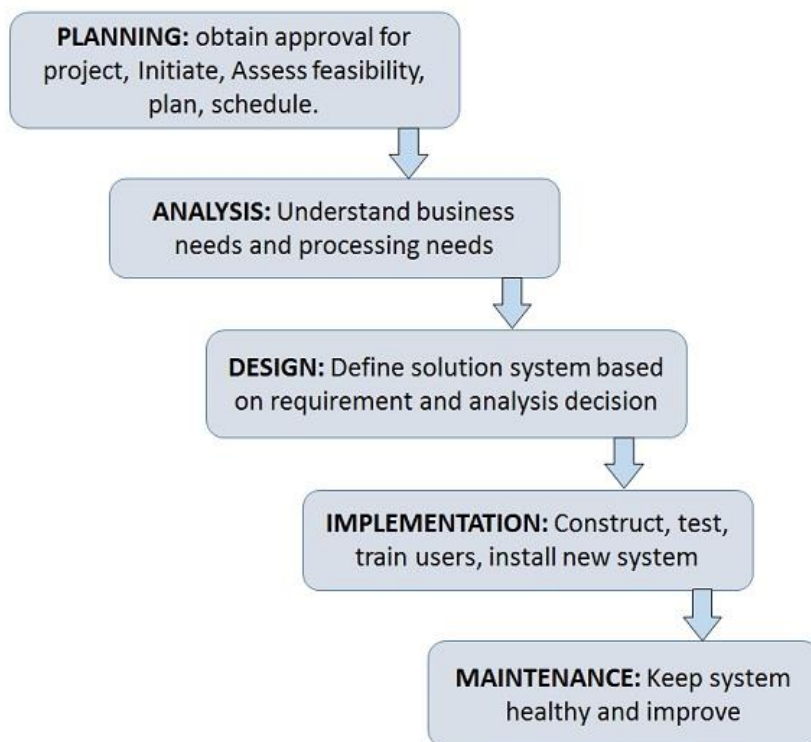 PLANNING: obtain approval for
project, Initiate, Assess feasibility,
plan, schedule.
ANALYSIS: Understand business
needs and processing needs
DESIGN: Define solution system based
on requirement and analysis decision
IMPLEMENTATION: Construct, test,
train users, install new system
MAINTENANCE: Keep system
healthy and improve